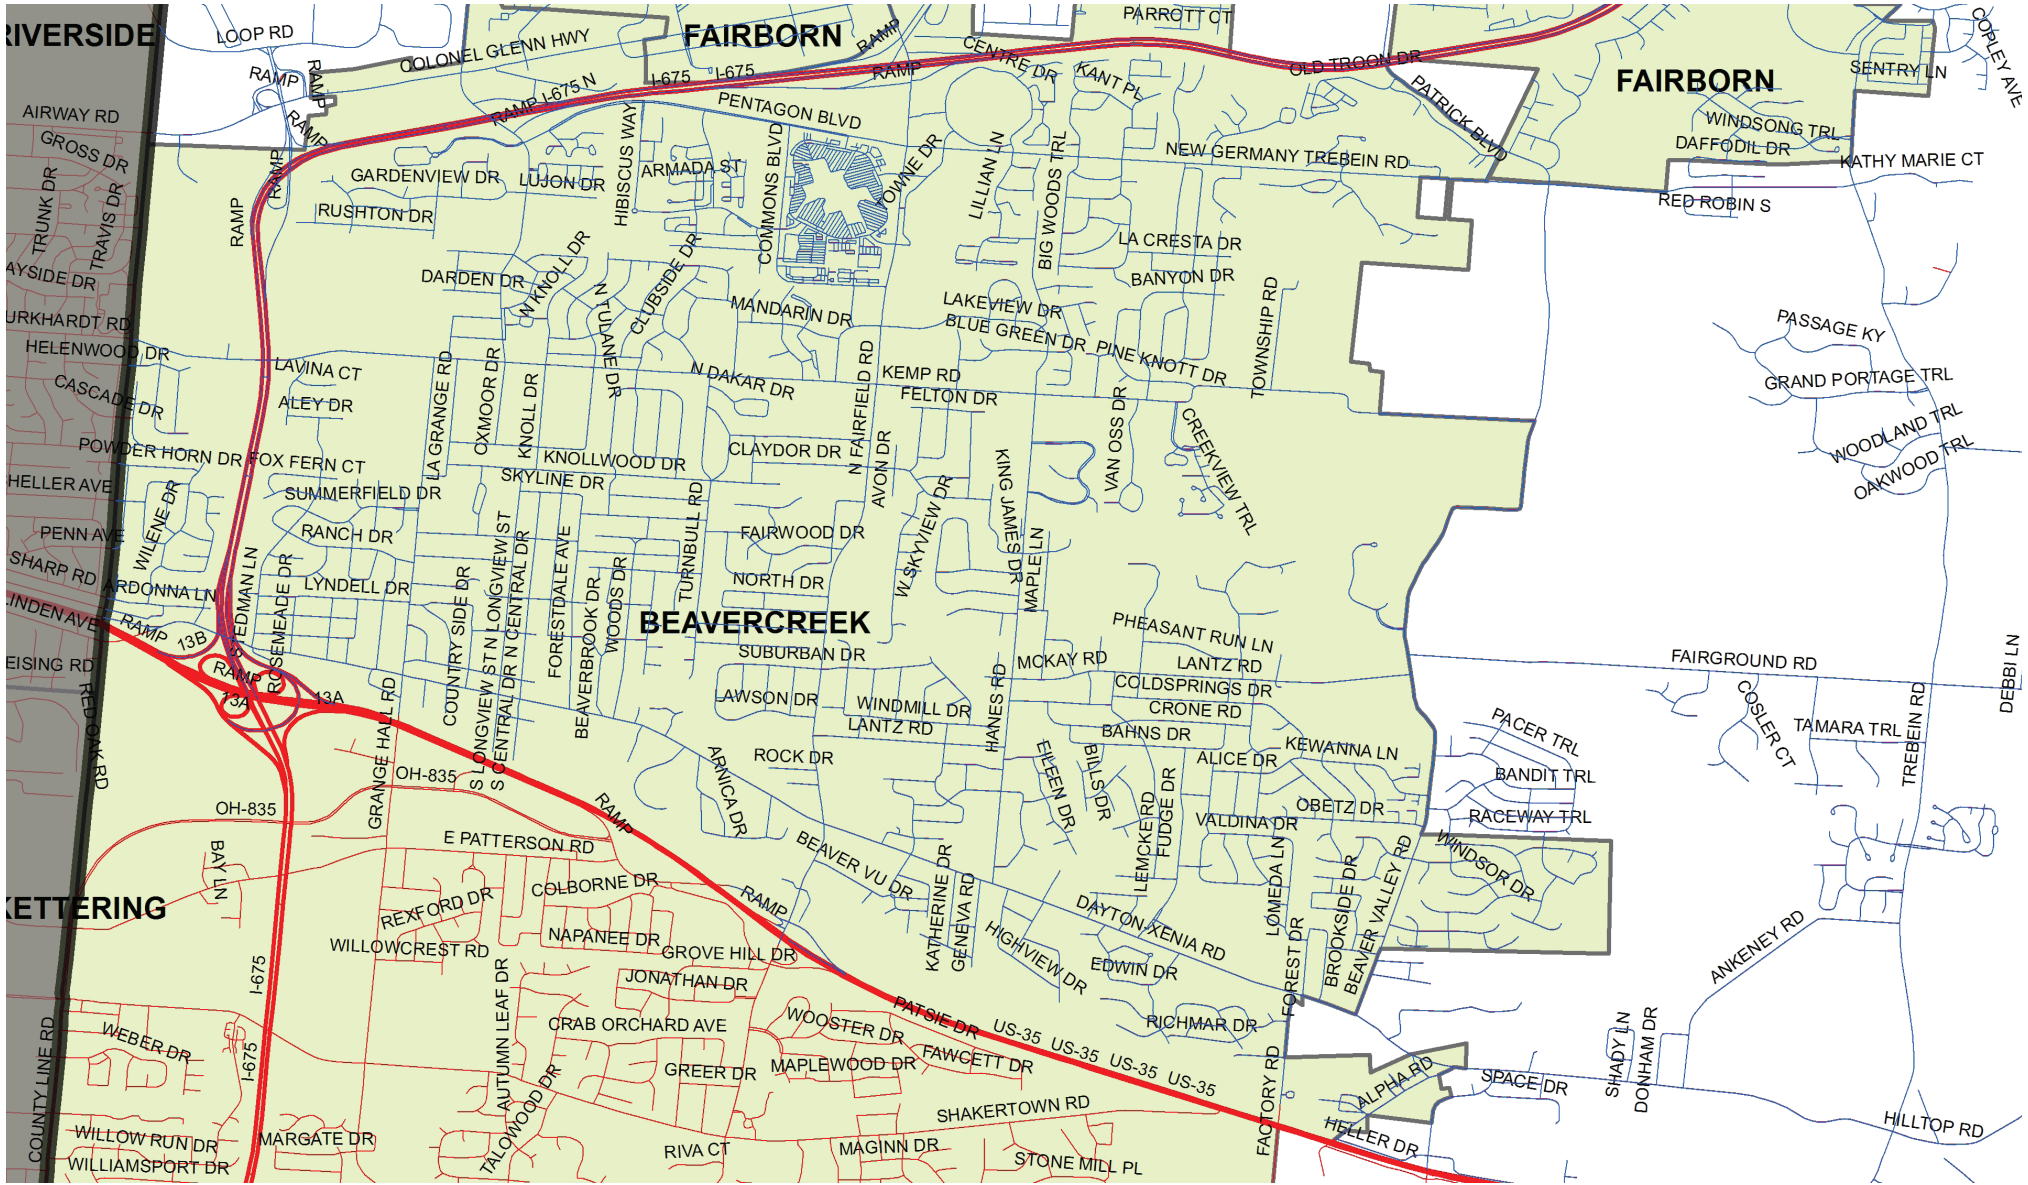 RIVERSIDE
LOOP RD
COLONEL GLENN HWY
FAIRBORN
RAMP
PARROTT CT
CENTRE DR
COPLEY AVE
SENTRY LN
RAMP
RAMP
I-675
I-675
RAMP
KANT PL
OLD TROON DR
FAIRBORN
PATRICK BLVD
AIRWAY RD
RAMP
RAMP I-675 N
PENTAGON BLVD
WINDSONG TRL
DAFFODIL DR
KATHY MARIE CT
GROSS DR
TRUNK DR
TRAVIS DR
RAMP
RAMP
GARDENVIEW DR
LUJON DR
HIBISCUS WAY
ARMADA ST
COMMONS BLVD
TOWNE DR
LILLIAN LN
BIG WOODS TRL
NEW GERMANY TREBEIN RD
RED ROBIN S
RUSHTON DR
LA CRESTA DR
BANYON DR
AYSIDE DR
DARDEN DR
W KNOLL DR
N TULANE DR
CLUBSIDE DR
MANDARIN DR
LAKEVIEW DR
BLUE GREEN DR
PINE KNOTT DR
TOWNSHIP RD
PASSAGE KY
URKHARDT RD
HELENWOOD DR
LAVINA CT
CASCADE DR
ALEY DR
LA GRANGE RD
OXMOOR DR
KNOLL DR
N DAKAR DR
N FAIRFIELD RD
KEMP RD
FELTON DR
VAN OSS DR
CREEKVIEW TRL
GRAND PORTAGE TRL
WOODLAND TRL
OAKWOOD TRL
POWDER HORN DR
FOX FERN CT
KNOLLWOOD DR
CLAYDOR DR
AVON DR
HELLER AVE
WILENE DR
SUMMERFIELD DR
SKYLINE DR
TURNBULL RD
W SKYVIEW DR
KING JAMES DR
MAPLE LN
PENN AVE
RANCH DR
FAIRWOOD DR
SHARP RD
ARDONNA LN
STEDMAN LN
ROSEMEADE DR
LYNDELL DR
COUNTRY SIDE DR
N LONGVIEW ST
N CENTRAL DR
FORESTDALE AVE
BEAVERBROOK DR
WOODS DR
NORTH DR
LINDEN AVE
RAMP
13B
BEAVERCREEK
SUBURBAN DR
PHEASANT RUN LN
MCKAY RD
LANTZ RD
FAIRGROUND RD
DEBBI LN
EISING RD
RED OAK RD
RAMP
13A
13A
GRANGE HALL RD
S LONGVIEW ST
S CENTRAL DR
LAWSON DR
WINDMILL DR
LANTZ RD
HANES RD
COLDSPRINGS DR
CRONE RD
BAHNS DR
COSLER CT
TAMARA TRL
TREBEIN RD
PACER TRL
BANDIT TRL
RACEWAY TRL
ROCK DR
ARNICA DR
EILEEN DR
BILLS DR
ALICE DR
KEWANNA LN
OBETZ DR
OH-835
OH-835
RAMP
LEMCKE RD
FUDGE DR
VALDINA DR
BAY LN
E PATTERSON RD
BEAVER VU DR
KATHERINE DR
GENEVA RD
LOMEDA LN
BROOKSIDE DR
BEAVER VALLEY RD
WINDSOR DR
KETTERING
REXFORD DR
COLBORNE DR
RAMP
DAYTON-XENIA RD
FOREST DR
ANKENEY RD
WILLOWCREST RD
NAPANEE DR
GROVE HILL DR
HIGHVIEW DR
EDWIN DR
I-675
AUTUMN LEAF DR
JONATHAN DR
WEBER DR
CRAB ORCHARD AVE
WOOSTER DR
PATSIE DR
US-35
US-35
US-35
US-35
RICHMAR DR
COUNTY LINE RD
I-675
GREER DR
MAPLEWOOD DR
FAWCETT DR
FACTORY RD
ALPHA RD
SPACE DR
SHADY LN
DONHAM DR
TALOWOOD DR
SHAKERTOWN RD
HILLTOP RD
WILLOW RUN DR
MARGATE DR
RIVA CT
MAGINN DR
HELLER DR
WILLIAMSPORT DR
STONE MILL PL